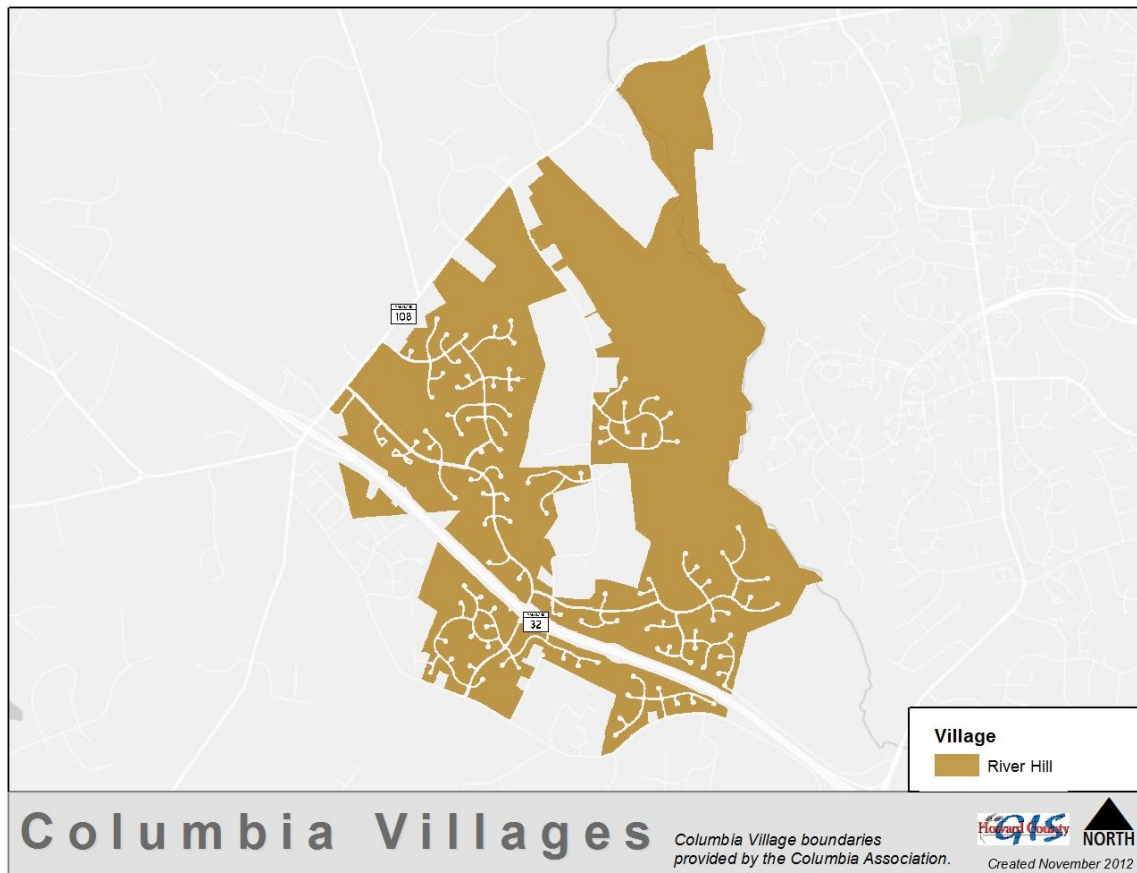 108
32
Village
River Hill
Columbia Villages
Columbia Village boundaries
provided by the Columbia Association.
Howard County
GIS
NORTH
Created November 2012